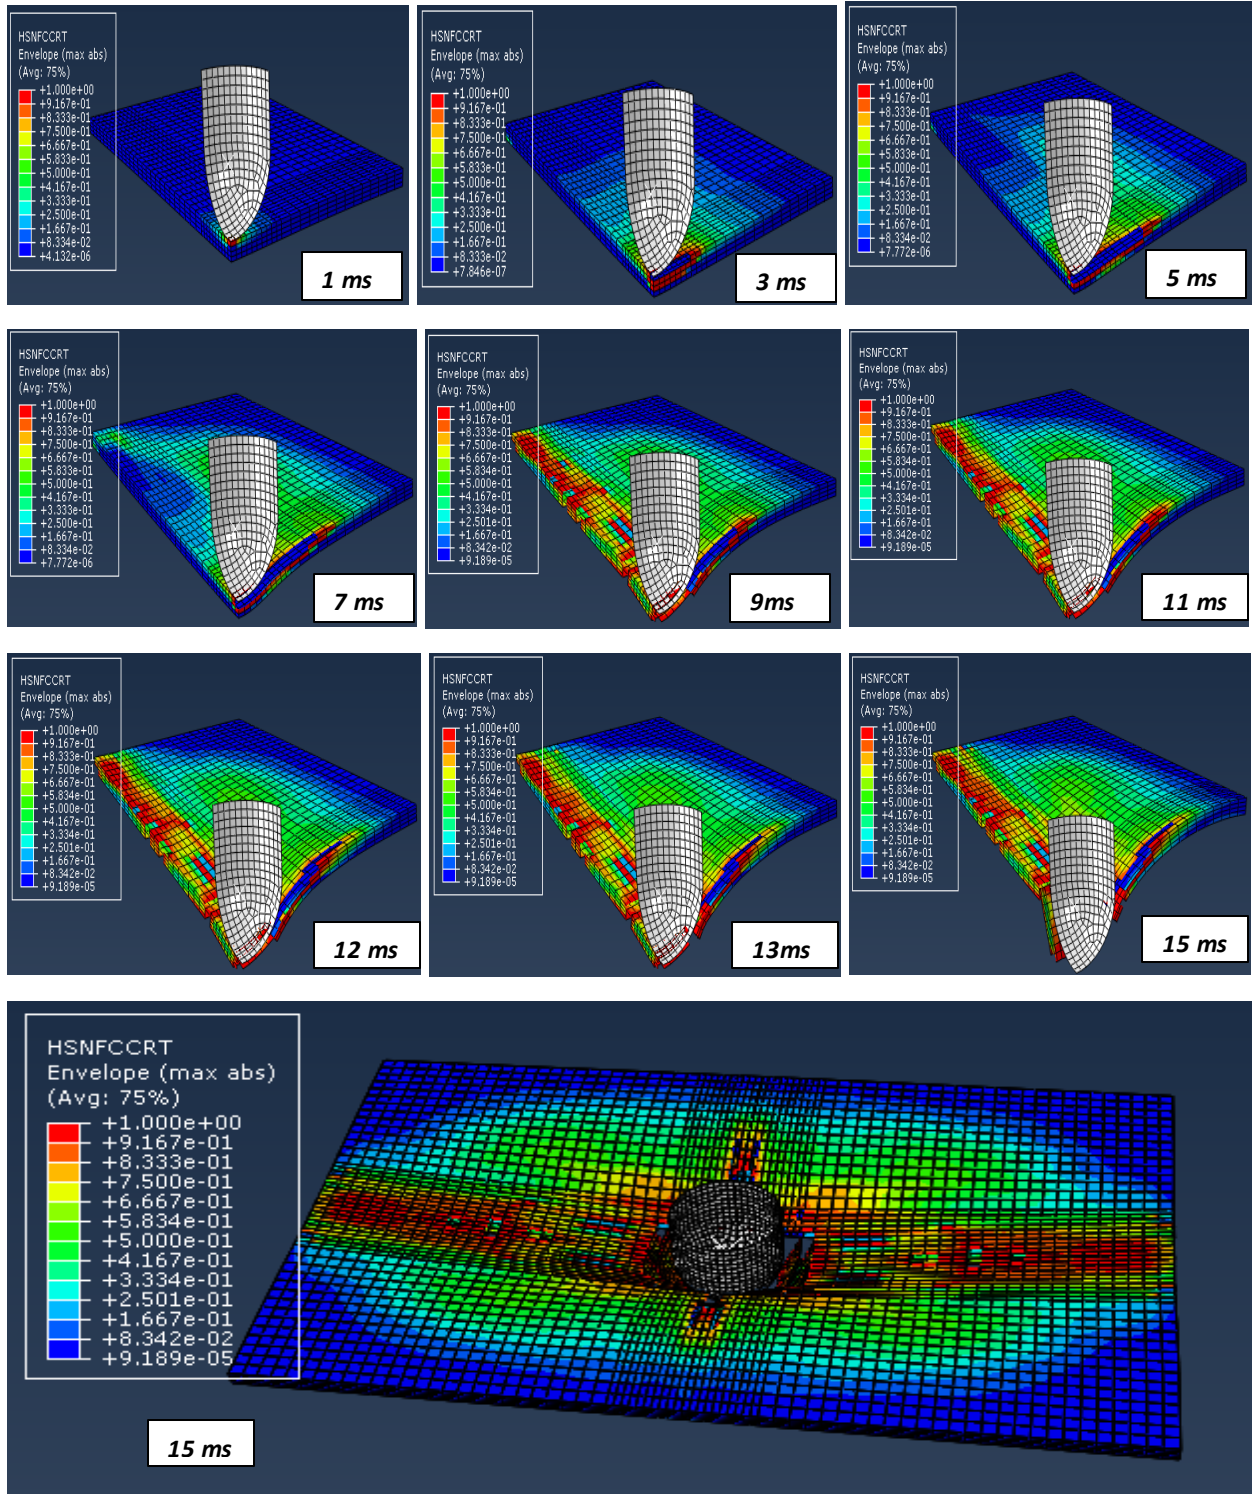 HSNFCCRT
Envelope (max abs)
(Avg: 75%)
+1.000e+00
+9.167e-01
+8.333e-01
+7.500e-01
+6.667e-01
+5.833e-01
+5.000e-01
+4.167e-01
+3.333e-01
+2.500e-01
+1.667e-01
+8.334e-02
+4.132e-06
1 ms
HSNFCCRT
Envelope (max abs)
(Avg: 75%)
+1.000e+00
+9.167e-01
+8.333e-01
+7.500e-01
+6.667e-01
+5.833e-01
+5.000e-01
+4.167e-01
+3.333e-01
+2.500e-01
+1.667e-01
+8.333e-02
+7.846e-07
3 ms
HSNFCCRT
Envelope (max abs)
(Avg: 75%)
+1.000e+00
+9.167e-01
+8.333e-01
+7.500e-01
+6.667e-01
+5.833e-01
+5.000e-01
+4.167e-01
+3.333e-01
+2.500e-01
+1.667e-01
+8.334e-02
+7.772e-06
5 ms
HSNFCCRT
Envelope (max abs)
(Avg: 75%)
+1.000e+00
+9.167e-01
+8.333e-01
+7.500e-01
+6.667e-01
+5.833e-01
+5.000e-01
+4.167e-01
+3.333e-01
+2.500e-01
+1.667e-01
+8.334e-02
+7.772e-06
7 ms
HSNFCCRT
Envelope (max abs)
(Avg: 75%)
+1.000e+00
+9.167e-01
+8.333e-01
+7.500e-01
+6.667e-01
+5.834e-01
+5.000e-01
+4.167e-01
+3.334e-01
+2.501e-01
+1.667e-01
+8.342e-02
+9.189e-05
9ms
HSNFCCRT
Envelope (max abs)
(Avg: 75%)
+1.000e+00
+9.167e-01
+8.333e-01
+7.500e-01
+6.667e-01
+5.834e-01
+5.000e-01
+4.167e-01
+3.334e-01
+2.501e-01
+1.667e-01
+8.342e-02
+9.189e-05
11 ms
HSNFCCRT
Envelope (max abs)
(Avg: 75%)
+1.000e+00
+9.167e-01
+8.333e-01
+7.500e-01
+6.667e-01
+5.834e-01
+5.000e-01
+4.167e-01
+3.334e-01
+2.501e-01
+1.667e-01
+8.342e-02
+9.189e-05
12 ms
HSNFCCRT
Envelope (max abs)
(Avg: 75%)
+1.000e+00
+9.167e-01
+8.333e-01
+7.500e-01
+6.667e-01
+5.834e-01
+5.000e-01
+4.167e-01
+3.334e-01
+2.501e-01
+1.667e-01
+8.342e-02
+9.189e-05
13ms
HSNFCCRT
Envelope (max abs)
(Avg: 75%)
+1.000e+00
+9.167e-01
+8.333e-01
+7.500e-01
+6.667e-01
+5.834e-01
+5.000e-01
+4.167e-01
+3.334e-01
+2.501e-01
+1.667e-01
+8.342e-02
+9.189e-05
15 ms
HSNFCCRT
Envelope (max abs)
(Avg: 75%)
+1.000e+00
+9.167e-01
+8.333e-01
+7.500e-01
+6.667e-01
+5.834e-01
+5.000e-01
+4.167e-01
+3.334e-01
+2.501e-01
+1.667e-01
+8.342e-02
+9.189e-05
15 ms